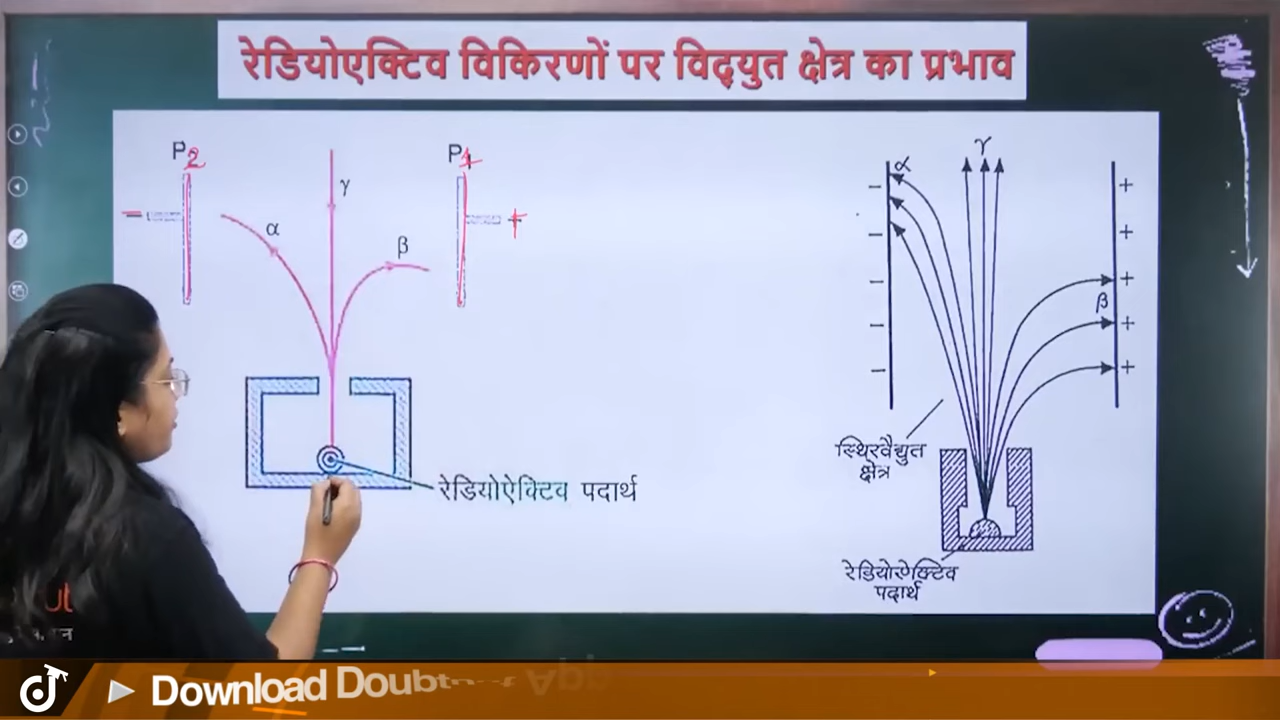 रेडियोएक्टिव विकिरणों पर विद्युत क्षेत्र का प्रभाव
P2
P1
γ
α
β
−
+
रेडियोऐक्टिव पदार्थ
α
γ
β
−
−
−
−
−
+
+
+
+
+
स्थिरवैद्युत
क्षेत्र
रेडियोऐक्टिव
पदार्थ
Download